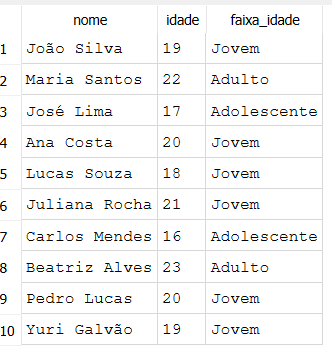 nome idade faixa_idade
1 João Silva 19 Jovem
2 Maria Santos 22 Adulto
3 José Lima 17 Adolescente
4 Ana Costa 20 Jovem
5 Lucas Souza 18 Jovem
6 Juliana Rocha 21 Jovem
7 Carlos Mendes 16 Adolescente
8 Beatriz Alves 23 Adulto
9 Pedro Lucas 20 Jovem
10 Yuri Galvão 19 Jovem